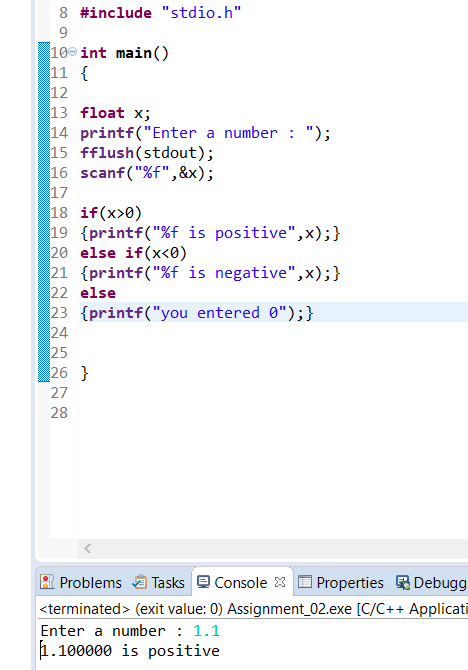 8 #include "stdio.h"
9
10 int main()
11 {
12
13 float x;
14 printf("Enter a number : ");
15 fflush(stdout);
16 scanf("%f",&x);
17
18 if(x>0)
19 {printf("%f is positive",x);}
20 else if(x<0)
21 {printf("%f is negative",x);}
22 else
23 {printf("you entered 0");}
24
25
26 }
27
28
Problems Tasks Console Properties Debugg
<terminated> (exit value: 0) Assignment_02.exe [C/C++ Applicati
Enter a number : 1.1
1.100000 is positive